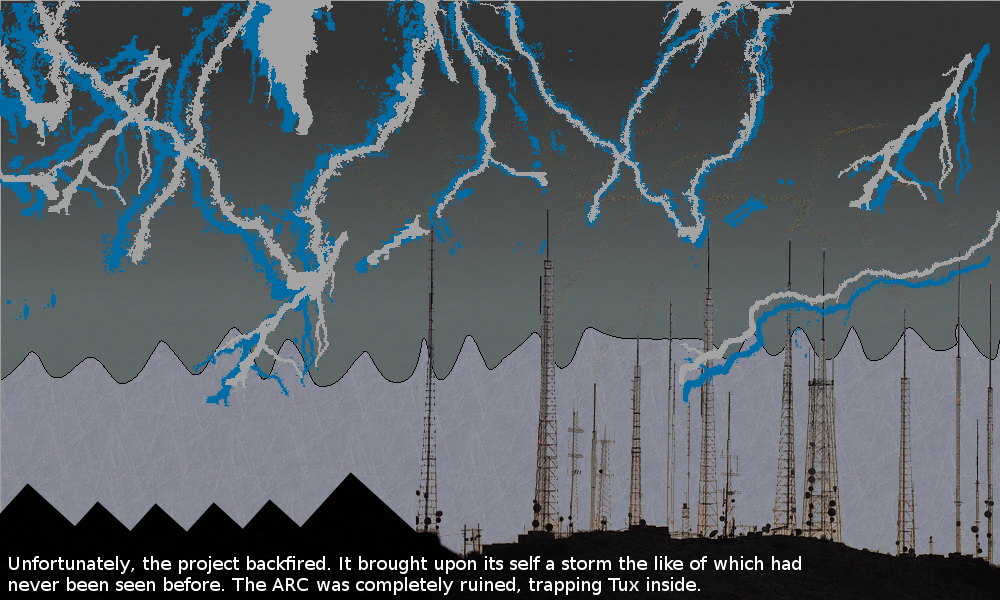 Unfortunately, the project backfired. It brought upon its self a storm the like of which had
never been seen before. The ARC was completely ruined, trapping Tux inside.